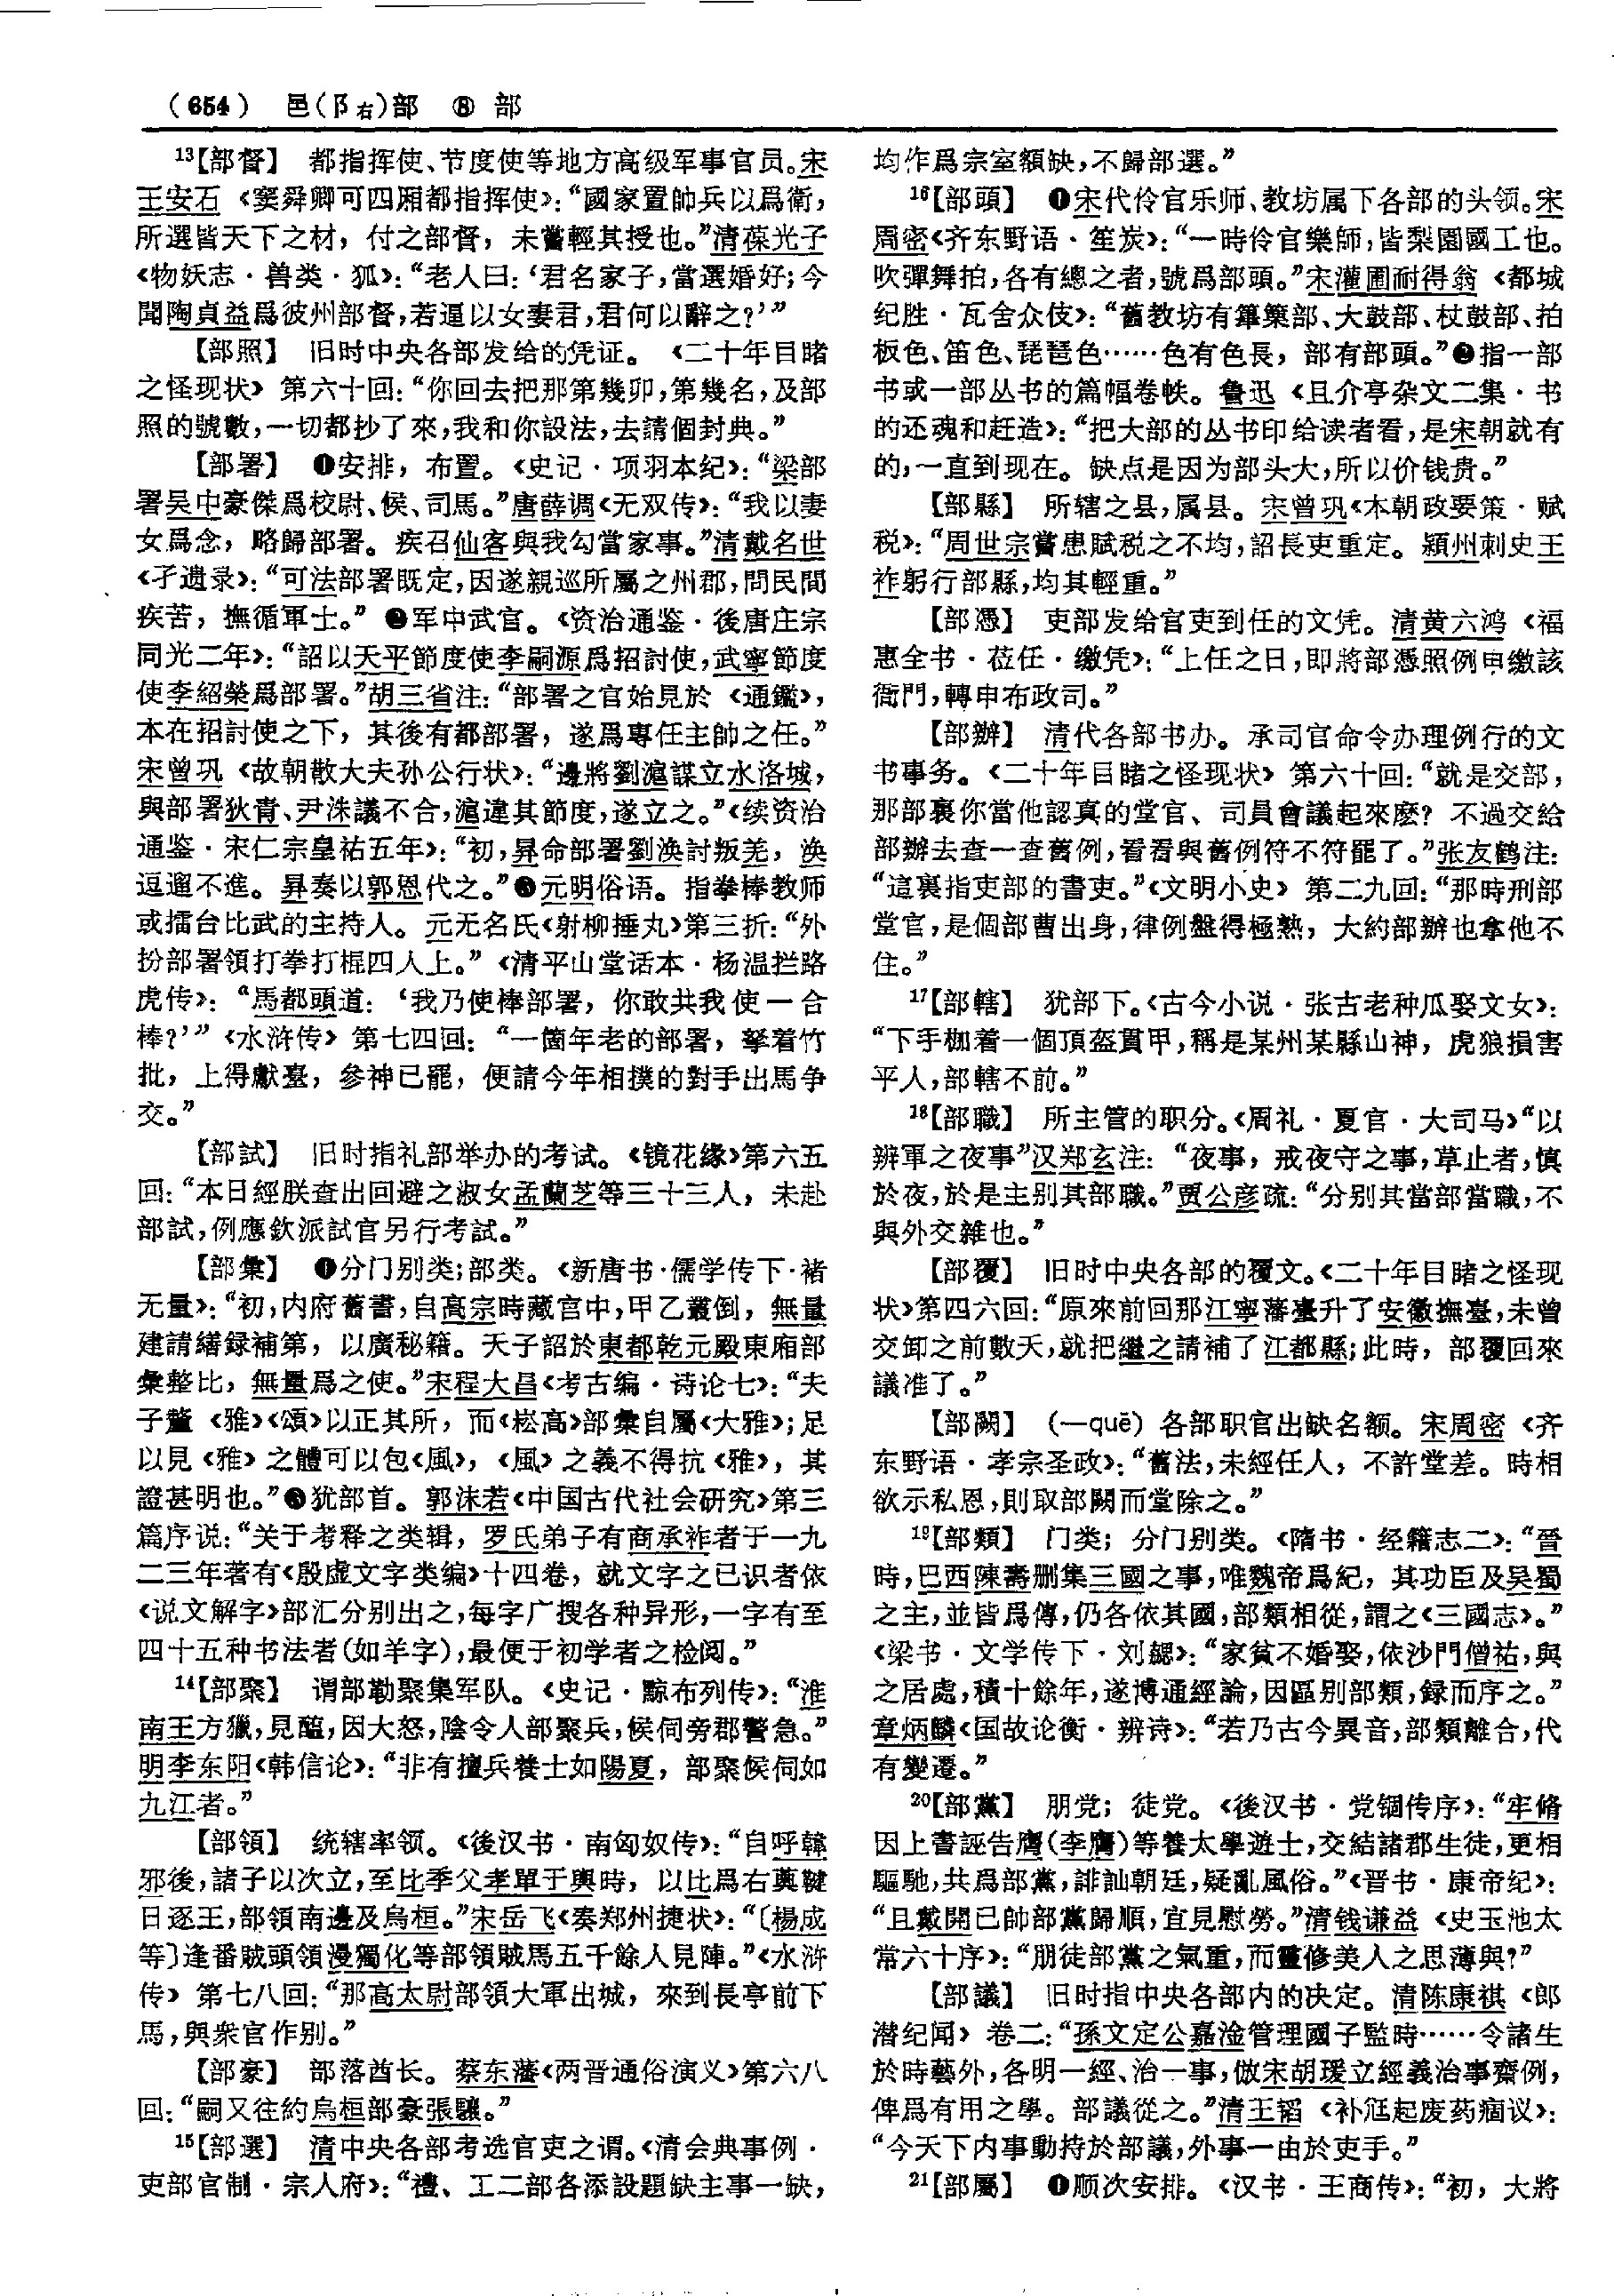 (654) 邑(阝右)部 ⑧ 部
¹³【部督】 都指挥使、节度使等地方高级军事官员。宋
王安石《窦舜卿可四厢都指挥使》：“國家置帥兵以爲衛，
所選皆天下之材，付之部督，未嘗輕其授也。”清葆光子
《物妖志·兽类·狐》：“老人曰：‘君名家子，當選婚好；今
聞陶貞益爲彼州部督，若逼以女妻君，君何以辭之？’”
【部照】 旧时中央各部发给的凭证。《二十年目睹
之怪现状》第六十回：“你回去把那第幾卯，第幾名，及部
照的號數，一切都抄了來，我和你設法，去請個封典。”
【部署】 ❶安排，布置。《史记·项羽本纪》：“梁部
署吴中豪傑爲校尉、候、司馬。”唐薛调《无双传》：“我以妻
女爲念，略歸部署。疾召仙客與我勾當家事。”清戴名世
《孑遗录》：“可法部署既定，因遂親巡所屬之州郡，問民間
疾苦，撫循軍士。”❷军中武官。《资治通鉴·後唐庄宗
同光二年》：“詔以天平節度使李嗣源爲招討使，武寧節度
使李紹榮爲部署。”胡三省注：“部署之官始見於《通鑑》，
本在招討使之下，其後有都部署，遂爲專任主帥之任。”
宋曾巩《故朝散大夫孙公行状》：“邊將劉滬謀立水洛城，
與部署狄青、尹洙議不合，滬違其節度，遂立之。”《续资治
通鉴·宋仁宗皇祐五年》：“初，昇命部署劉涣討叛羌，涣
逗遛不進。昇奏以郭恩代之。”❸元明俗语。指拳棒教师
或擂台比武的主持人。元无名氏《射柳捶丸》第三折：“外
扮部署領打拳打棍四人上。”《清平山堂话本·杨温拦路
虎传》：“馬都頭道：‘我乃使棒部署，你敢共我使一合
棒？’”《水浒传》第七四回：“一箇年老的部署，拏着竹
批，上得獻臺，參神已罷，便請今年相撲的對手出馬争
交。”
【部試】 旧时指礼部举办的考试。《镜花缘》第六五
回：“本日經朕查出回避之淑女孟蘭芝等三十三人，未赴
部試，例應欽派試官另行考試。”
【部彙】 ❶分门别类；部类。《新唐书·儒学传下·褚
无量》：“初，内府舊書，自高宗時藏宫中，甲乙叢倒，無量
建請繕録補第，以廣秘籍。天子詔於東都乾元殿東廂部
彙整比，無量爲之使。”宋程大昌《考古编·诗论七》：“夫
子釐《雅》《頌》以正其所，而《崧高》部彙自屬《大雅》；足
以見《雅》之體可以包《風》，《風》之義不得抗《雅》，其
證甚明也。”❸犹部首。郭沫若《中国古代社会研究》第三
篇序说：“关于考释之类辑，罗氏弟子有商承祚者于一九
二三年著有《殷虚文字类编》十四卷，就文字之已识者依
《说文解字》部汇分别出之，每字广搜各种异形，一字有至
四十五种书法者（如羊字），最便于初学者之检阅。”
¹⁴【部聚】 谓部勒聚集军队。《史记·黥布列传》：“淮
南王方獵，見醢，因大怒，陰令人部聚兵，候伺旁郡警急。”
明李东阳《韩信论》：“非有擅兵養士如陽夏，部聚候伺如
九江者。”
【部領】 统辖率领。《後汉书·南匈奴传》：“自呼韓
邪後，諸子以次立，至比季父孝單于輿時，以比爲右薁鞬
日逐王，部領南邊及烏桓。”宋岳飞《奏郑州捷状》：“〔楊成
等〕逢番賊頭領漫獨化等部領賊馬五千餘人見陣。”《水浒
传》第七八回：“那高太尉部領大軍出城，來到長亭前下
馬，與衆官作别。”
【部豪】 部落酋长。蔡东藩《两晋通俗演义》第六八
回：“嗣又往約烏桓部豪張驤。”
¹⁵【部選】 清中央各部考选官吏之谓。《清会典事例·
吏部官制·宗人府》：“禮、工二部各添設題缺主事一缺，
均作爲宗室額缺，不歸部選。”
¹⁶【部頭】 ❶宋代伶官乐师、教坊属下各部的头领。宋
周密《齐东野语·笙炭》：“一時伶官樂師，皆梨園國工也。
吹彈舞拍，各有總之者，號爲部頭。”宋灌圃耐得翁《都城
纪胜·瓦舍众伎》：“舊教坊有篳篥部、大鼓部、杖鼓部、拍
板色、笛色、琵琶色……色有色長，部有部頭。”❷指一部
书或一部丛书的篇幅卷帙。鲁迅《且介亭杂文二集·书
的还魂和赶造》：“把大部的丛书印给读者看，是宋朝就有
的，一直到现在。缺点是因为部头大，所以价钱贵。”
【部縣】 所辖之县，属县。宋曾巩《本朝政要策·赋
税》：“周世宗嘗患賦税之不均，詔長吏重定。潁州刺史王
祚躬行部縣，均其輕重。”
【部憑】 吏部发给官吏到任的文凭。清黄六鸿《福
惠全书·莅任·缴凭》：“上任之日，即將部憑照例申繳該
衙門，轉申布政司。”
【部辦】 清代各部书办。承司官命令办理例行的文
书事务。《二十年目睹之怪现状》第六十回：“就是交部，
那部裏你當他認真的堂官、司員會議起來麽？不過交給
部辦去查一查舊例，看看與舊例符不符罷了。”张友鹤注：
“這裏指吏部的書吏。”《文明小史》第二九回：“那時刑部
堂官，是個部曹出身，律例盤得極熟，大約部辦也拿他不
住。”
¹⁷【部轄】 犹部下。《古今小说·张古老种瓜娶文女》：
“下手枷着一個頂盔貫甲，稱是某州某縣山神，虎狼損害
平人，部轄不前。”
¹⁸【部職】 所主管的职分。《周礼·夏官·大司马》“以
辨軍之夜事”汉郑玄注：“夜事，戒夜守之事，草止者，慎
於夜，於是主别其部職。”贾公彦疏：“分别其當部當職，不
與外交雜也。”
【部覆】 旧时中央各部的覆文。《二十年目睹之怪现
状》第四六回：“原來前回那江寧藩臺升了安徽撫臺，未曾
交卸之前數天，就把繼之請補了江都縣；此時，部覆回來
議准了。”
【部闕】 （—quē）各部职官出缺名额。宋周密《齐
东野语·孝宗圣政》：“舊法，未經任人，不許堂差。時相
欲示私恩，則取部闕而堂除之。”
¹⁹【部類】 门类；分门别类。《隋书·经籍志二》：“晉
時，巴西陳壽删集三國之事，唯魏帝爲紀，其功臣及吴蜀
之主，並皆爲傳，仍各依其國，部類相從，謂之《三國志》。”
《梁书·文学传下·刘勰》：“家貧不婚娶，依沙門僧祐，與
之居處，積十餘年，遂博通經論，因區别部類，録而序之。”
章炳麟《国故论衡·辨诗》：“若乃古今異音，部類離合，代
有變遷。”
²⁰【部黨】 朋党；徒党。《後汉书·党锢传序》：“牢脩
因上書誣告膺（李膺）等養太學遊士，交結諸郡生徒，更相
驅馳，共爲部黨，誹訕朝廷，疑亂風俗。”《晋书·康帝纪》：
“且戴開已帥部黨歸順，宜見慰勞。”清钱谦益《史玉池太
常六十序》：“朋徒部黨之氣重，而靈修美人之思薄與？”
【部議】 旧时指中央各部内的决定。清陈康祺《郎
潜纪闻》卷二：“孫文定公嘉淦管理國子監時……令諸生
於時藝外，各明一經、治一事，倣宋胡瑗立經義治事齋例，
俾爲有用之學。部議從之。”清王韬《补尪起废药痼议》：
“今天下内事動持於部議，外事一由於吏手。”
²¹【部屬】 ❶顺次安排。《汉书·王商传》：“初，大將